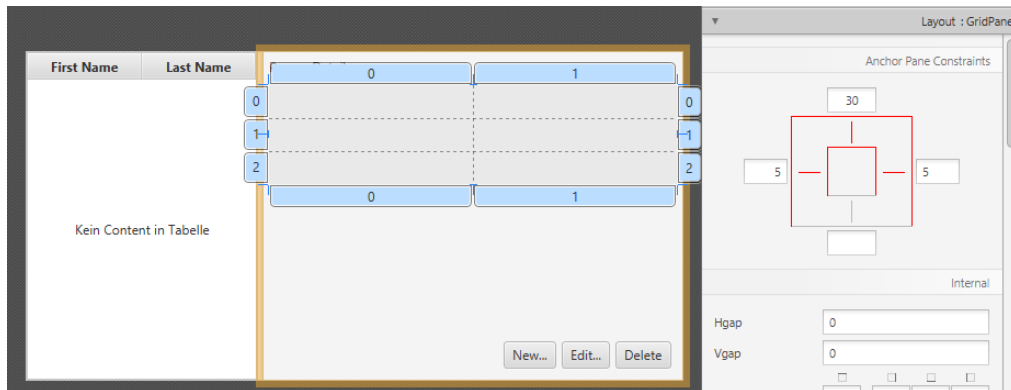 Layout : GridPane
First Name
Last Name
0
1
0
0
1
1
2
2
0
1
Kein Content in Tabelle
New...
Edit...
Delete
Anchor Pane Constraints
30
5
5
Internal
Hgap
0
Vgap
0